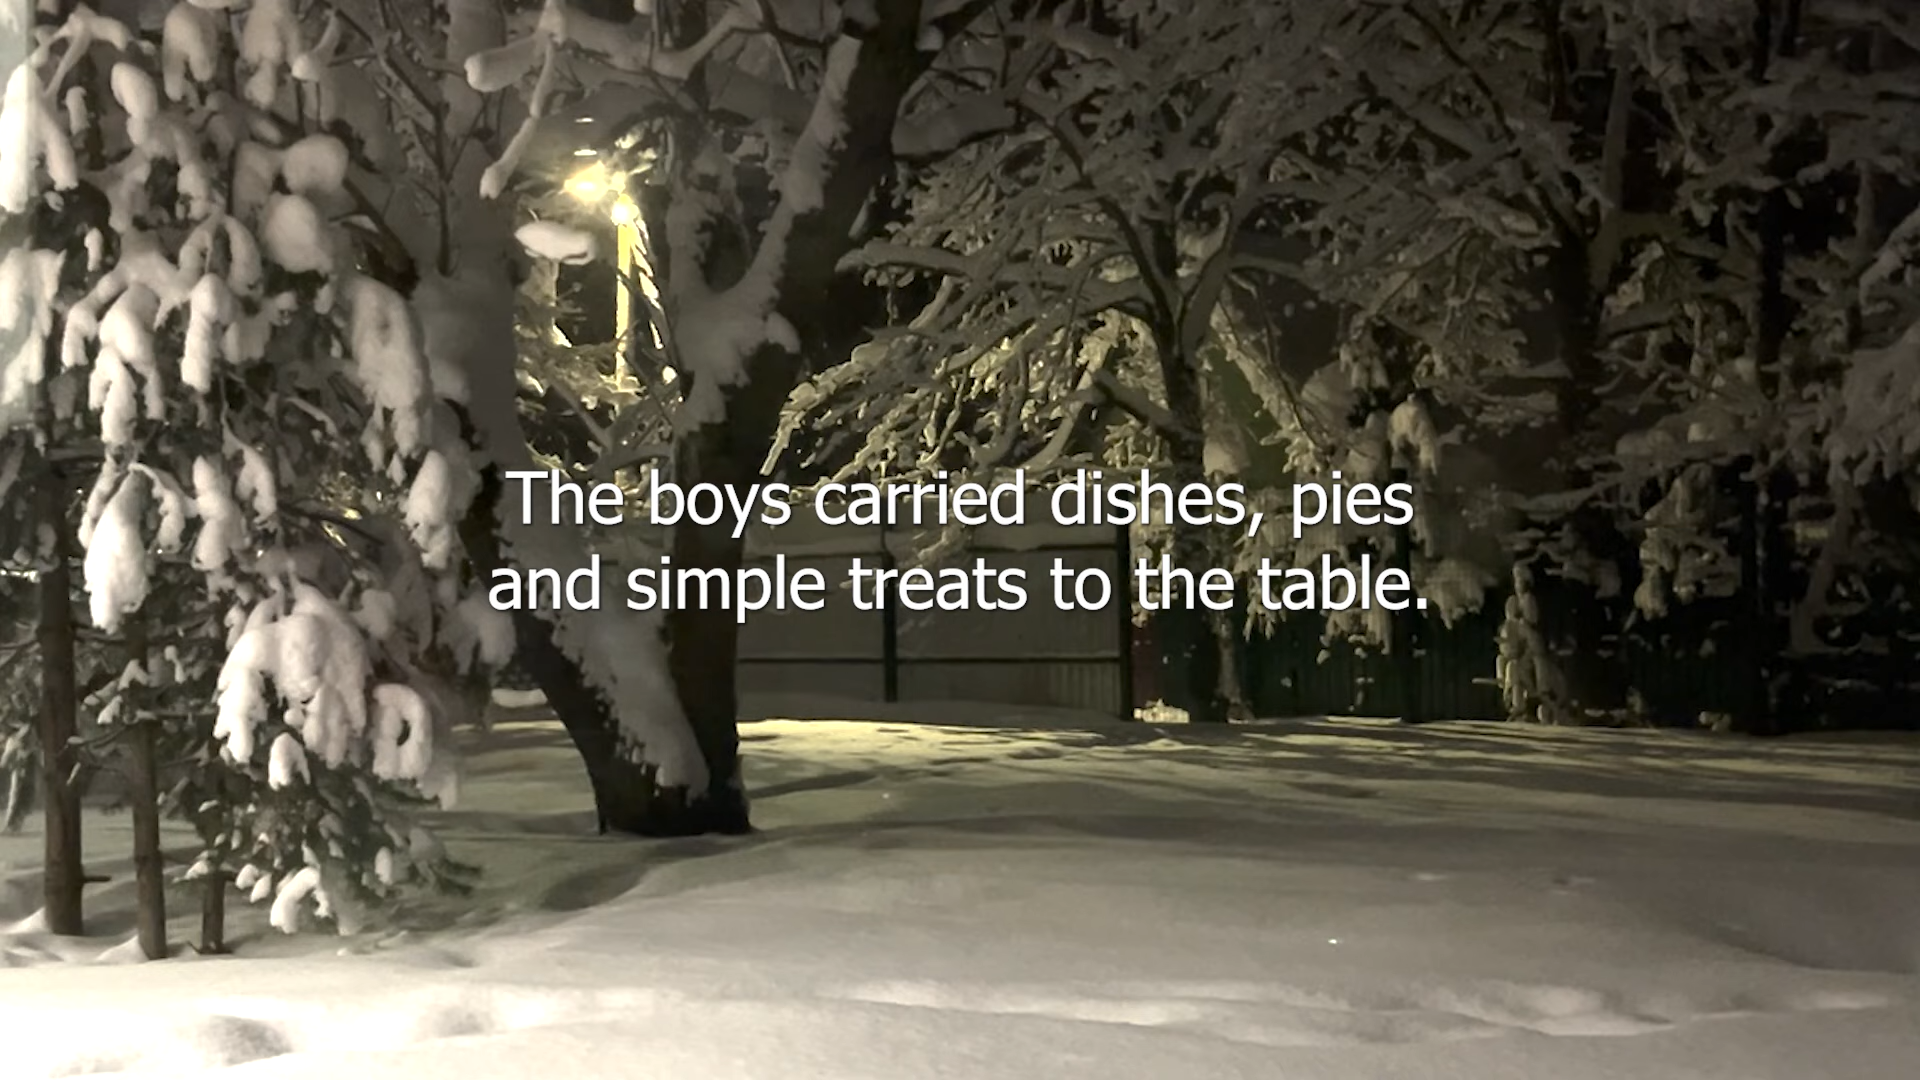 The boys carried dishes, pies
and simple treats to the table.